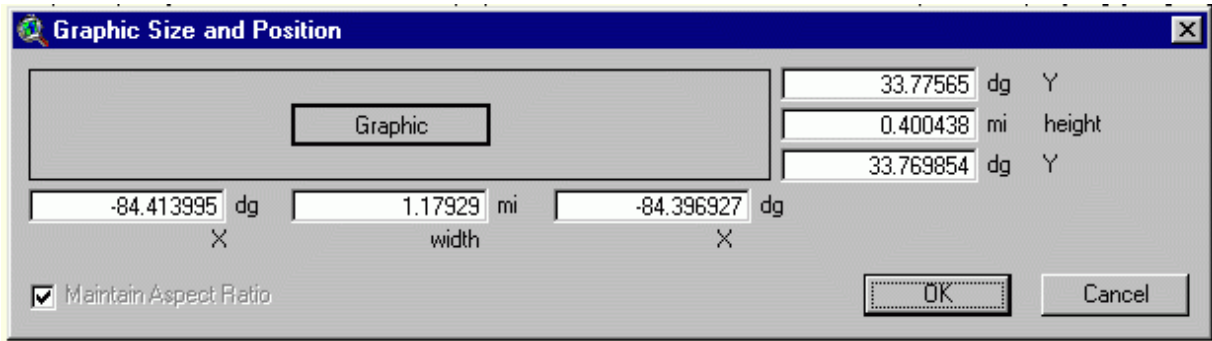 Graphic Size and Position
33.77565 dg Y
Graphic 0.400438 mi height
33.769854 dg Y
-84.413995 dg 1.17929 mi -84.396927 dg
X width X
Maintain Aspect Ratio OK Cancel